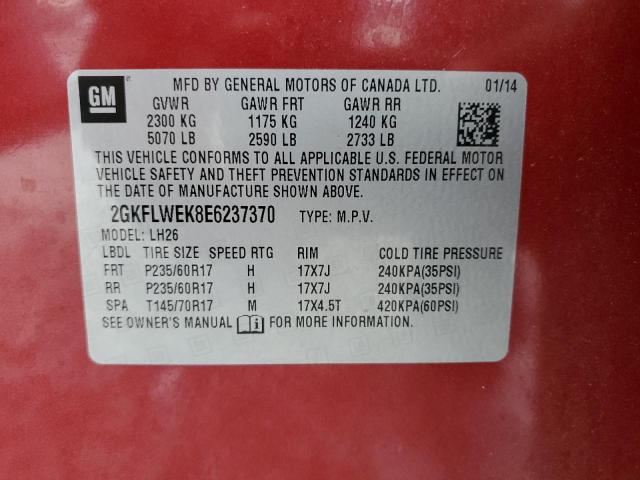 GM
MFD BY GENERAL MOTORS OF CANADA LTD. 01/14
GVWR GAWR FRT GAWR RR
2300 KG 1175 KG 1240 KG
5070 LB 2590 LB 2733 LB
THIS VEHICLE CONFORMS TO ALL APPLICABLE U.S. FEDERAL MOTOR
VEHICLE SAFETY AND THEFT PREVENTION STANDARDS IN EFFECT ON
THE DATE OF MANUFACTURE SHOWN ABOVE.
2GKFLWEK8E6237370 TYPE: M.P.V.
MODEL: LH26
LBDL TIRE SIZE SPEED RTG RIM COLD TIRE PRESSURE
FRT P235/60R17 H 17X7J 240KPA(35PSI)
RR P235/60R17 H 17X7J 240KPA(35PSI)
SPA T145/70R17 M 17X4.5T 420KPA(60PSI)
SEE OWNER'S MANUAL i FOR MORE INFORMATION.